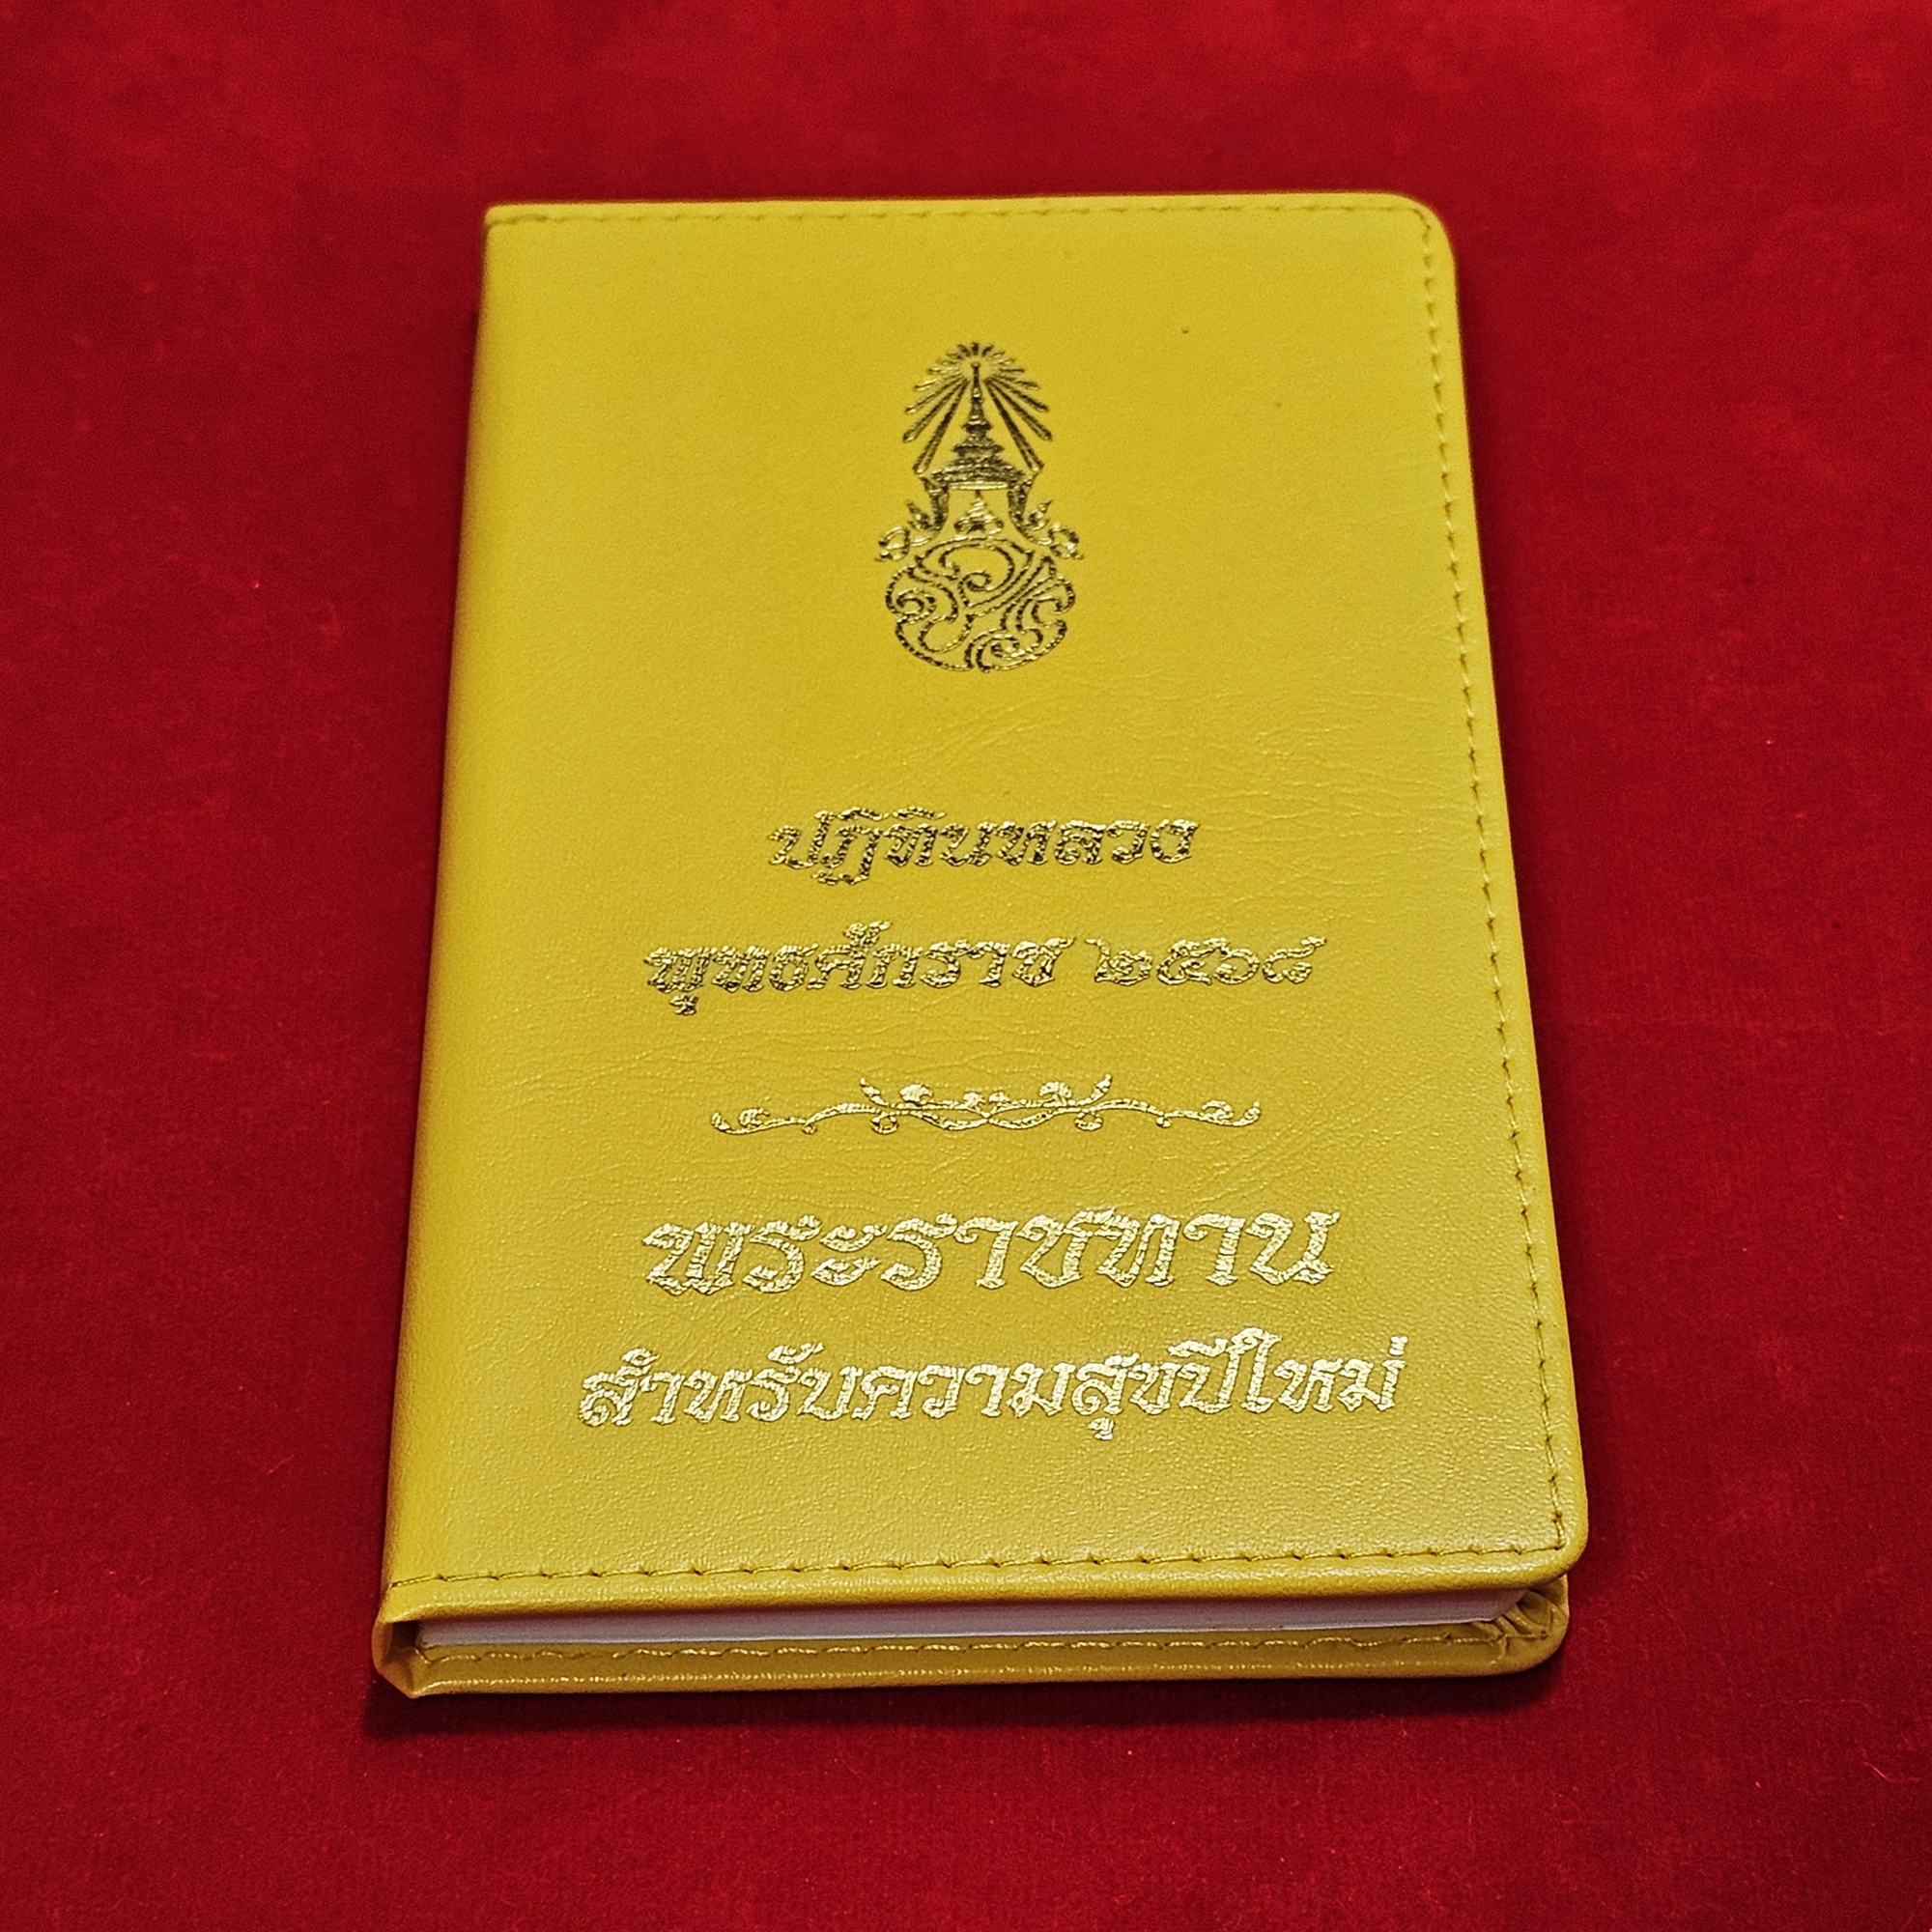 ปฏิทินหลวง
พุทธศักราช ๒๕๖๘
พระราชทาน
สำหรับความสุขปีใหม่